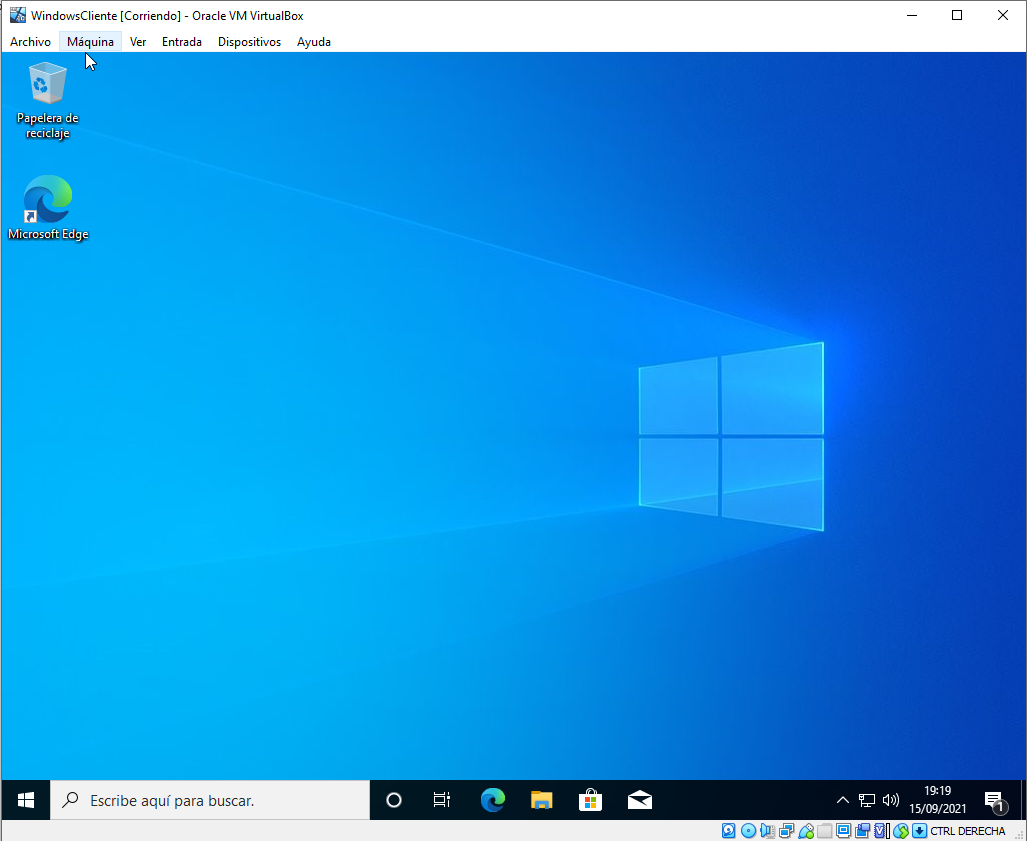 WindowsCliente [Corriendo] - Oracle VM VirtualBox
Archivo Máquina Ver Entrada Dispositivos Ayuda
Papelera de
reciclaje
Microsoft Edge
Escribe aquí para buscar.
19:19
15/09/2021
1
CTRL DERECHA